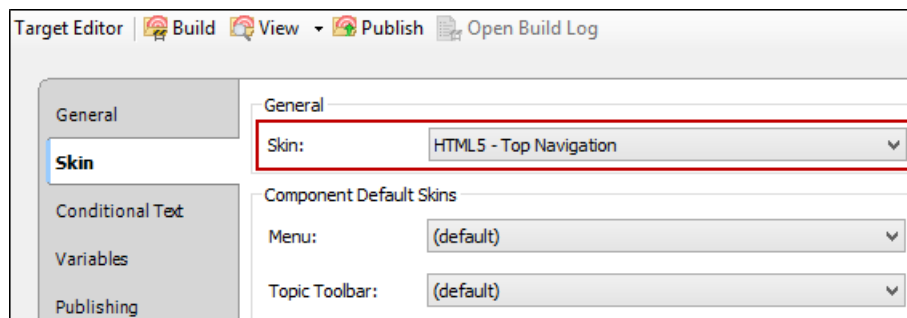 Target Editor Build View Publish Open Build Log
General
Skin
Conditional Text
Variables
Publishing
General
Skin: HTML5 - Top Navigation
Component Default Skins
Menu: (default)
Topic Toolbar: (default)